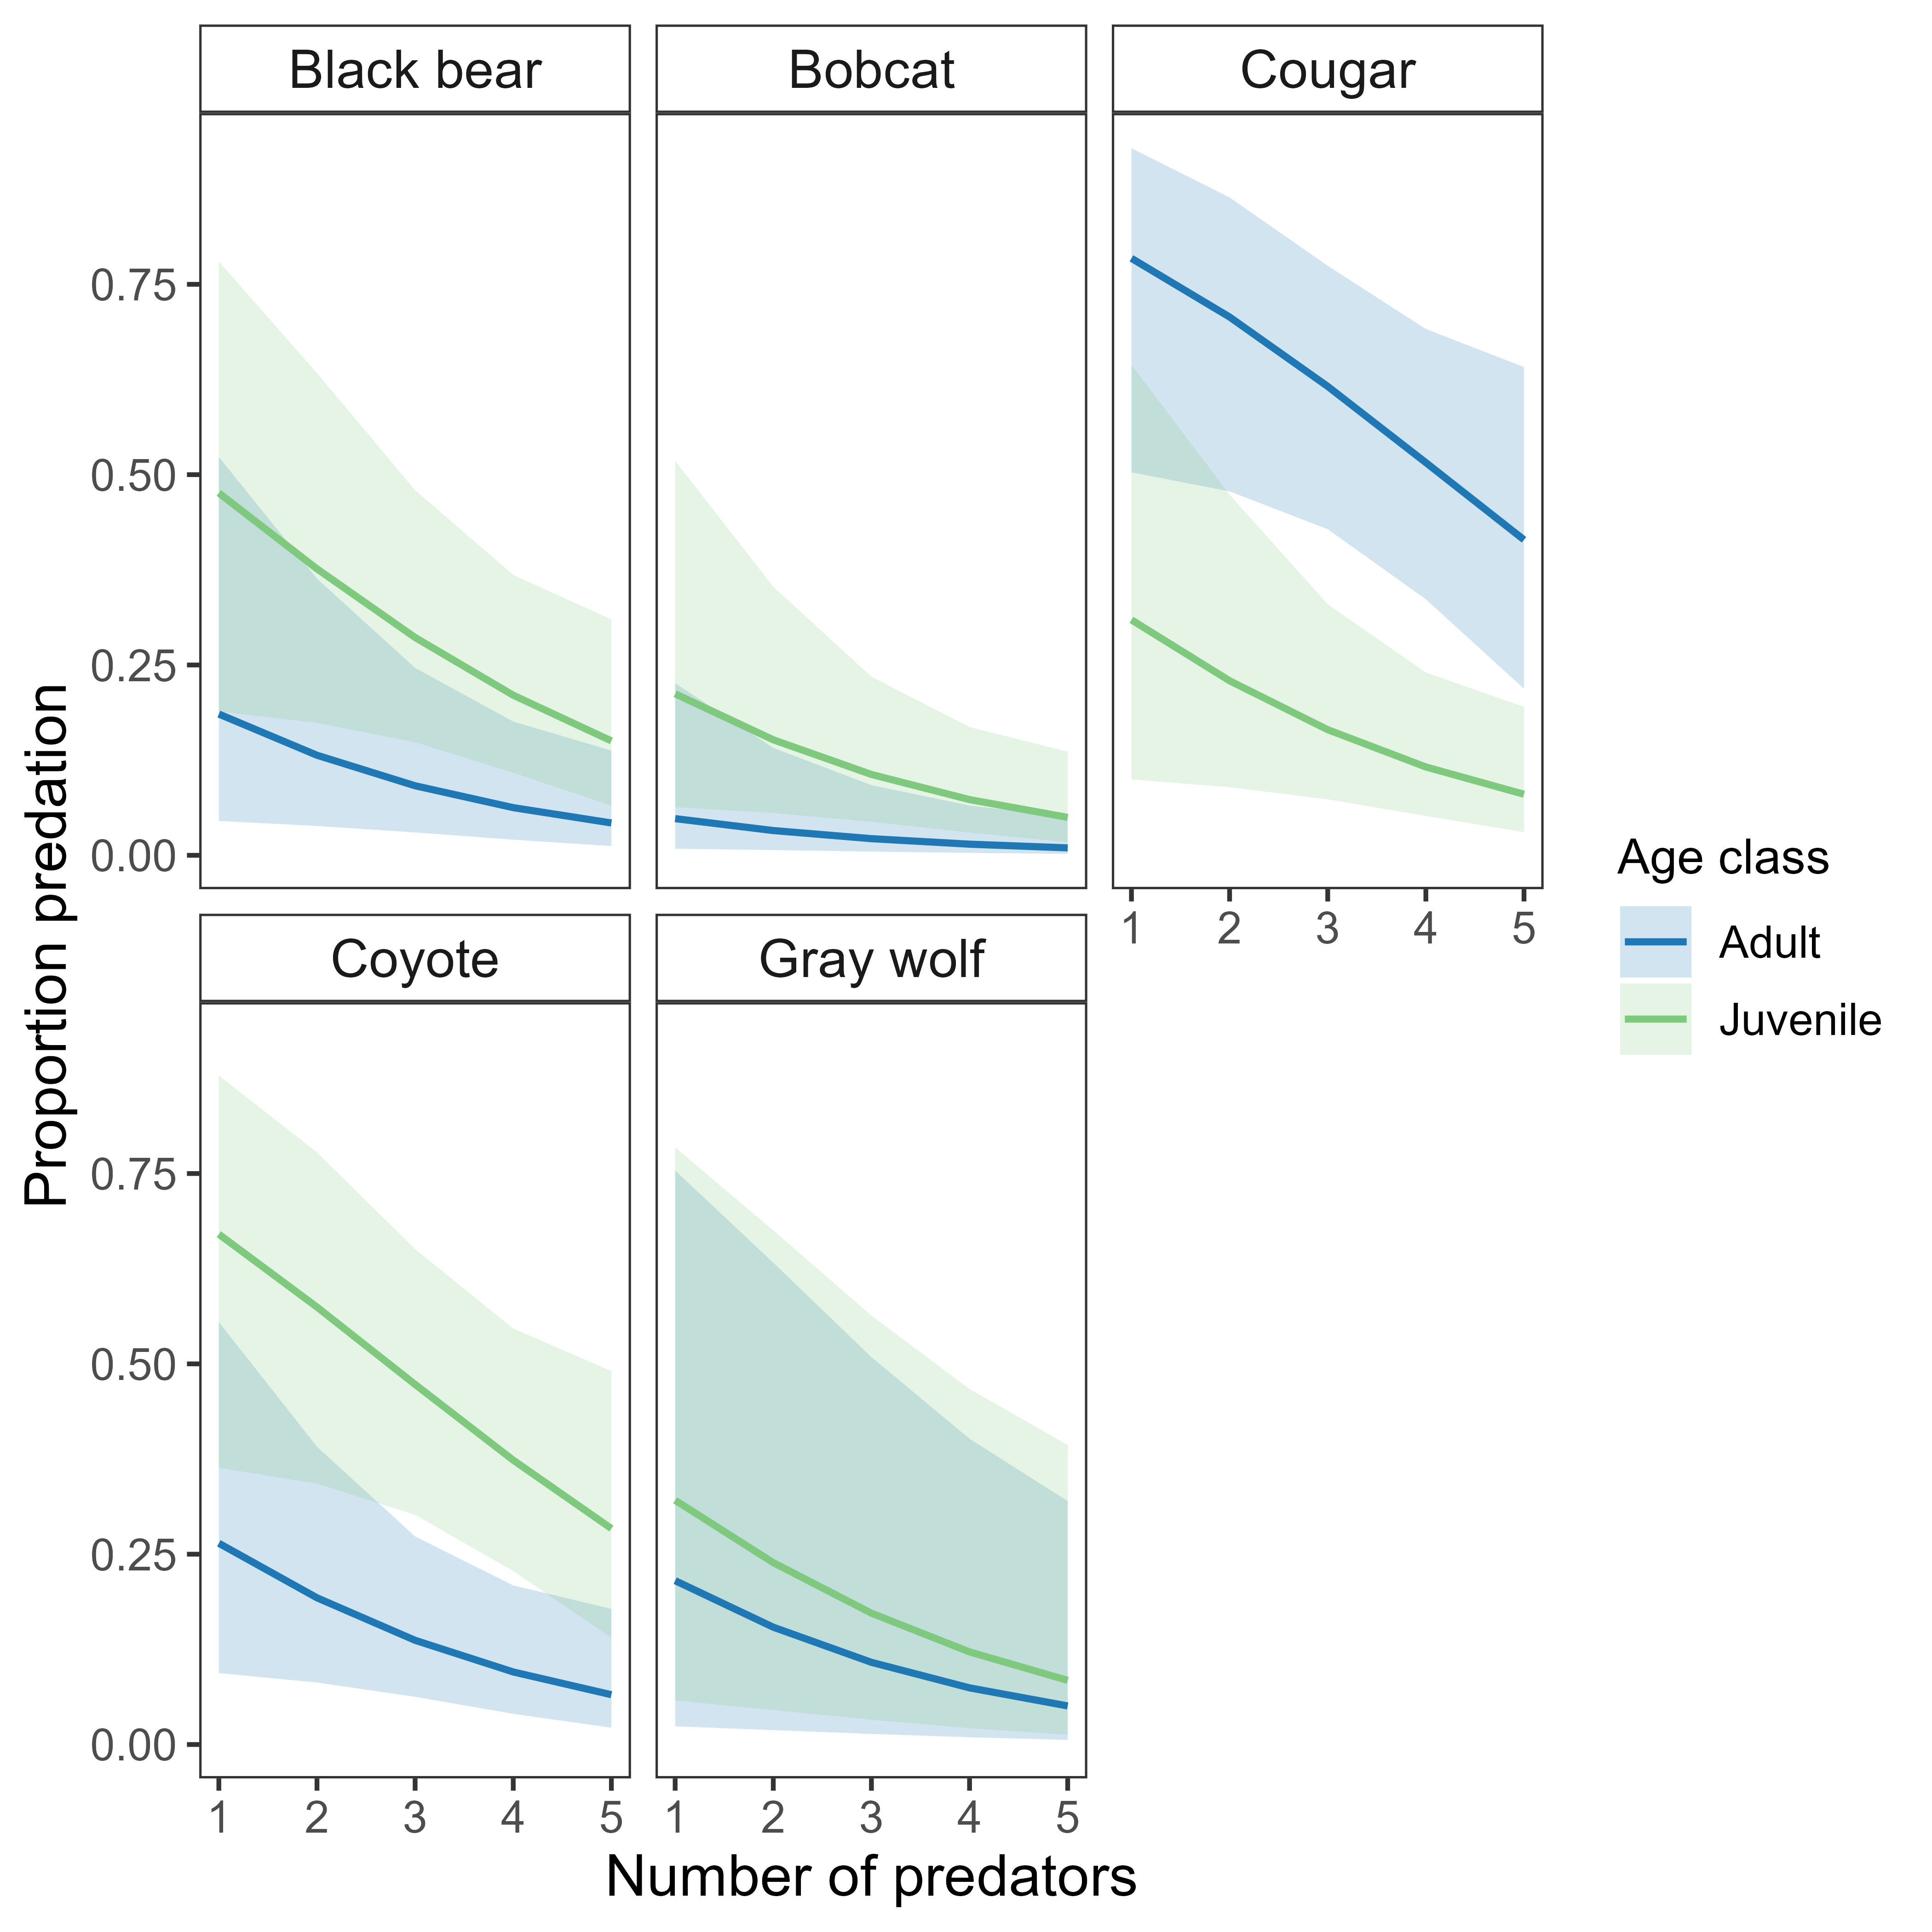 Black bear
Bobcat
Cougar
0.75
0.50
0.25
0.00
1 2 3 4 5
Proportion predation
Age class
Adult
Juvenile
Coyote
Gray wolf
0.75
0.50
0.25
0.00
1 2 3 4 5
1 2 3 4 5
Number of predators